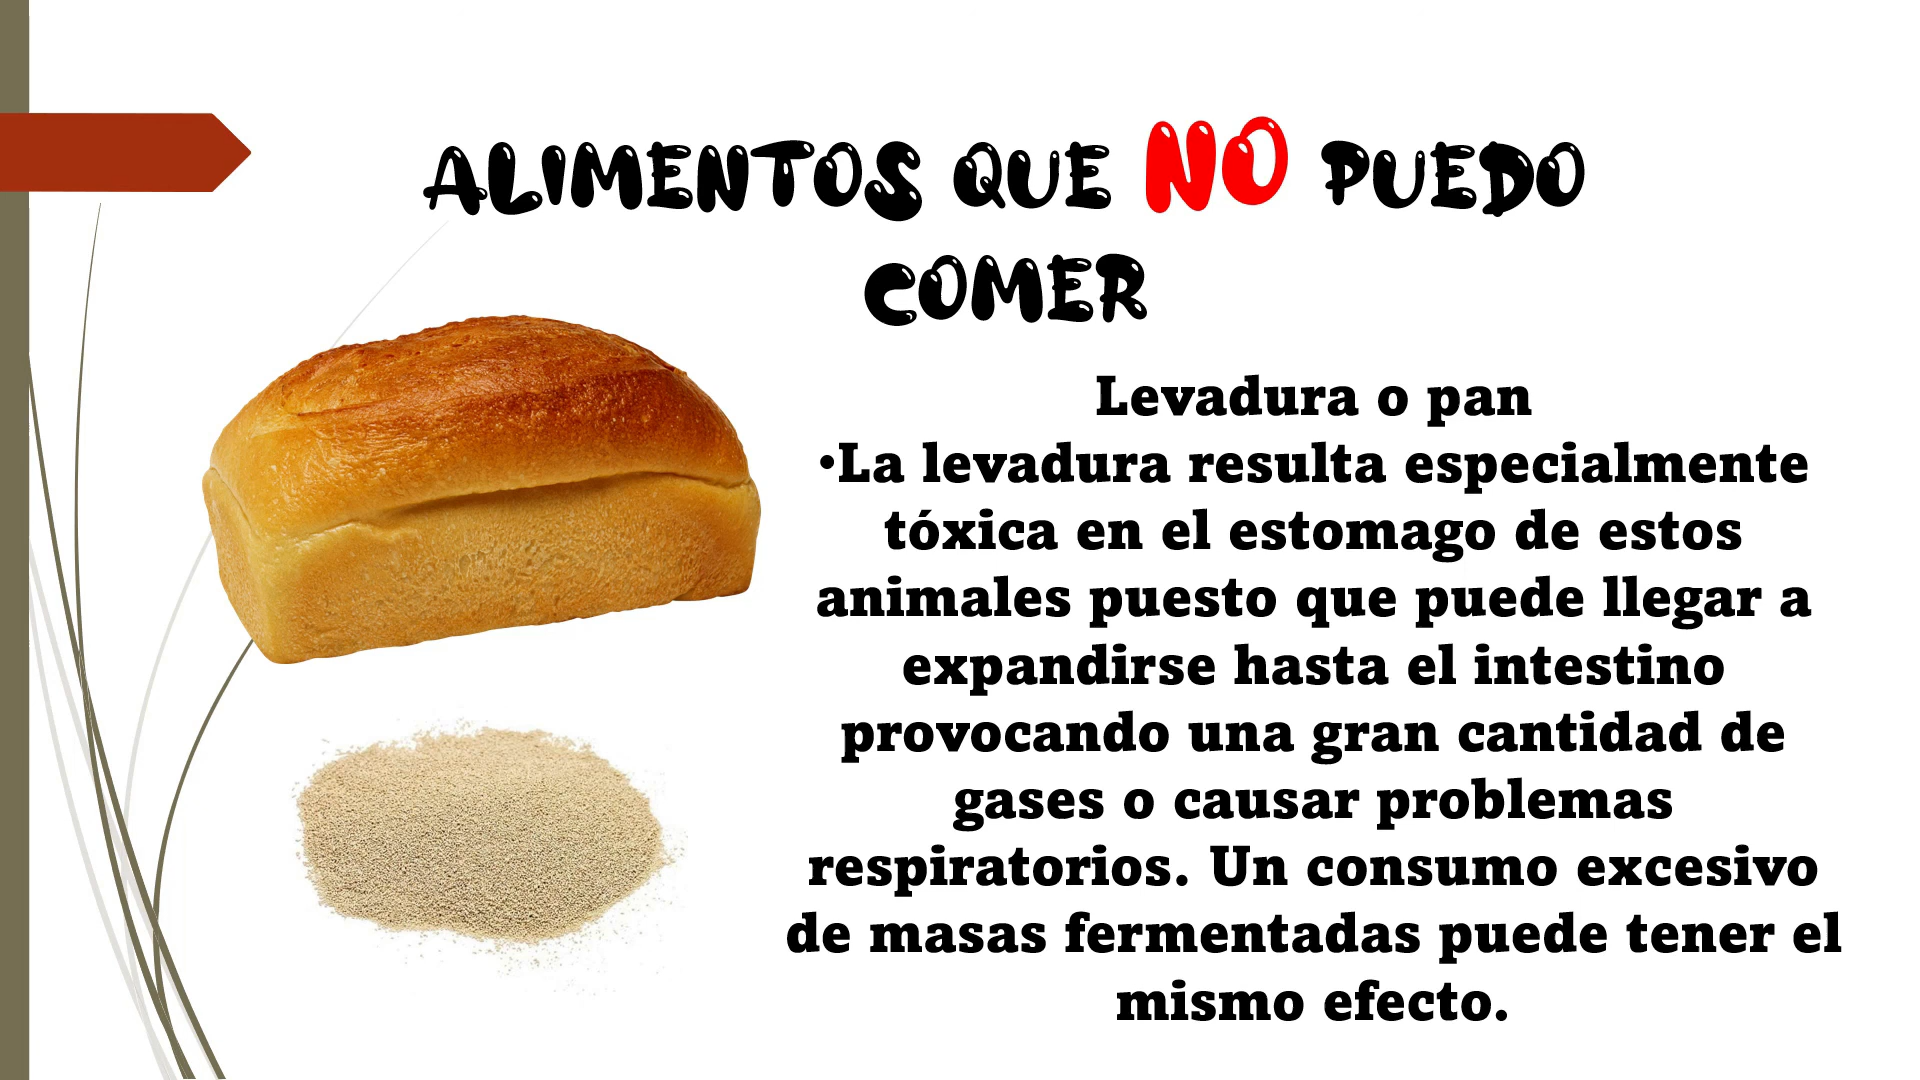 ALIMENTOS QUE NO PUEDO
COMER
Levadura o pan
•La levadura resulta especialmente
tóxica en el estomago de estos
animales puesto que puede llegar a
expandirse hasta el intestino
provocando una gran cantidad de
gases o causar problemas
respiratorios. Un consumo excesivo
de masas fermentadas puede tener el
mismo efecto.